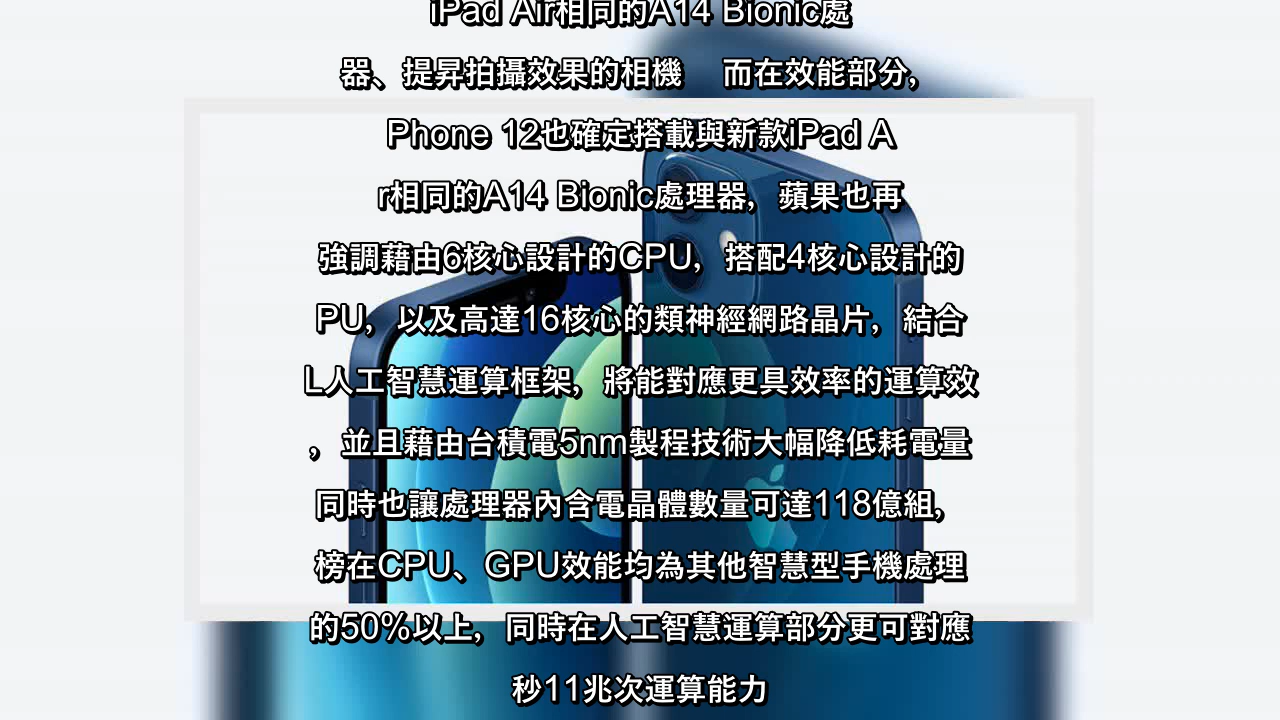 iPad Air相同的A14 Bionic處
器、提昇拍攝效果的相機 而在效能部分，
Phone 12也確定搭載與新款iPad A
r相同的A14 Bionic處理器，蘋果也再
強調藉由6核心設計的CPU，搭配4核心設計的
PU，以及高達16核心的類神經網路晶片，結合
L人工智慧運算框架，將能對應更具效率的運算效
，並且藉由台積電5nm製程技術大幅降低耗電量
同時也讓處理器內含電晶體數量可達118億組，
榜在CPU、GPU效能均為其他智慧型手機處理
的50%以上，同時在人工智慧運算部分更可對應
秒11兆次運算能力